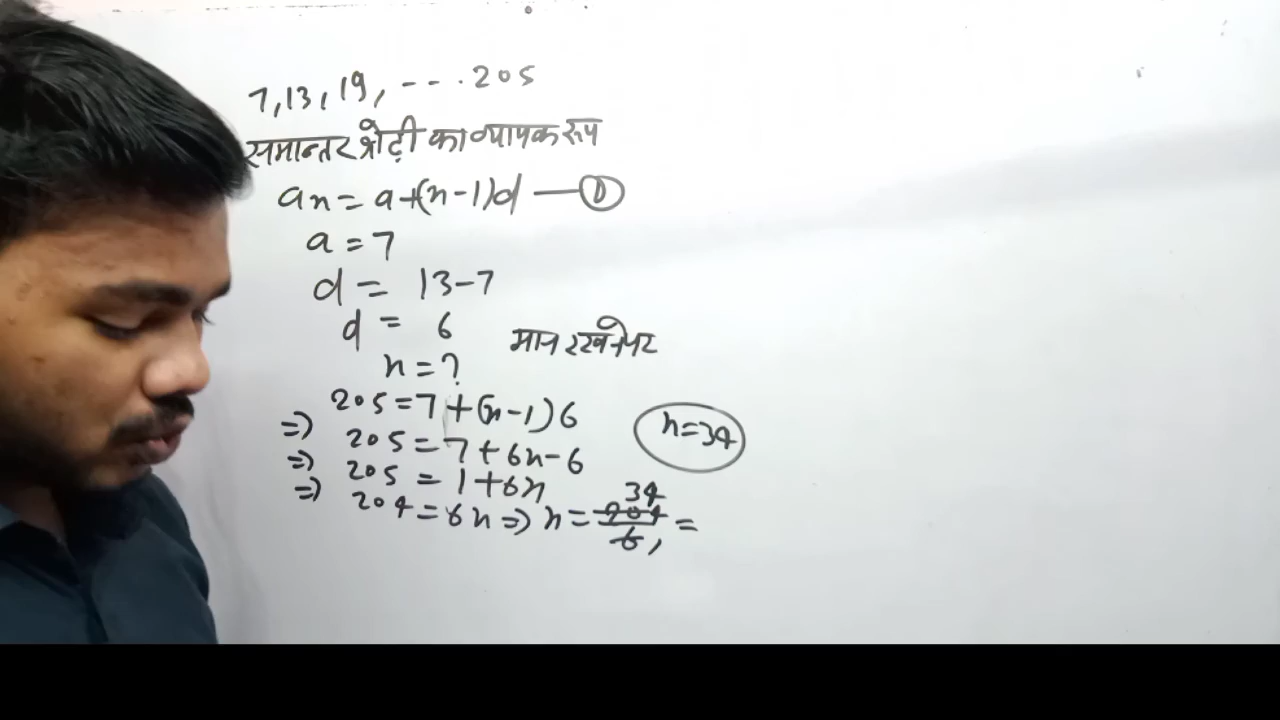 7, 13, 19, --- . 205
समान्तर श्रेढ़ी का व्यापक रूप
an = a+(n-1)d — ①
a = 7
d = 13-7
d = 6
n = ?
मान रखने पर
205 = 7+(n-1)6
⇒ 205 = 7+6n-6
⇒ 205 = 1+6n
⇒ 204 = 6n ⇒ n = 204/6, = 34
n=34